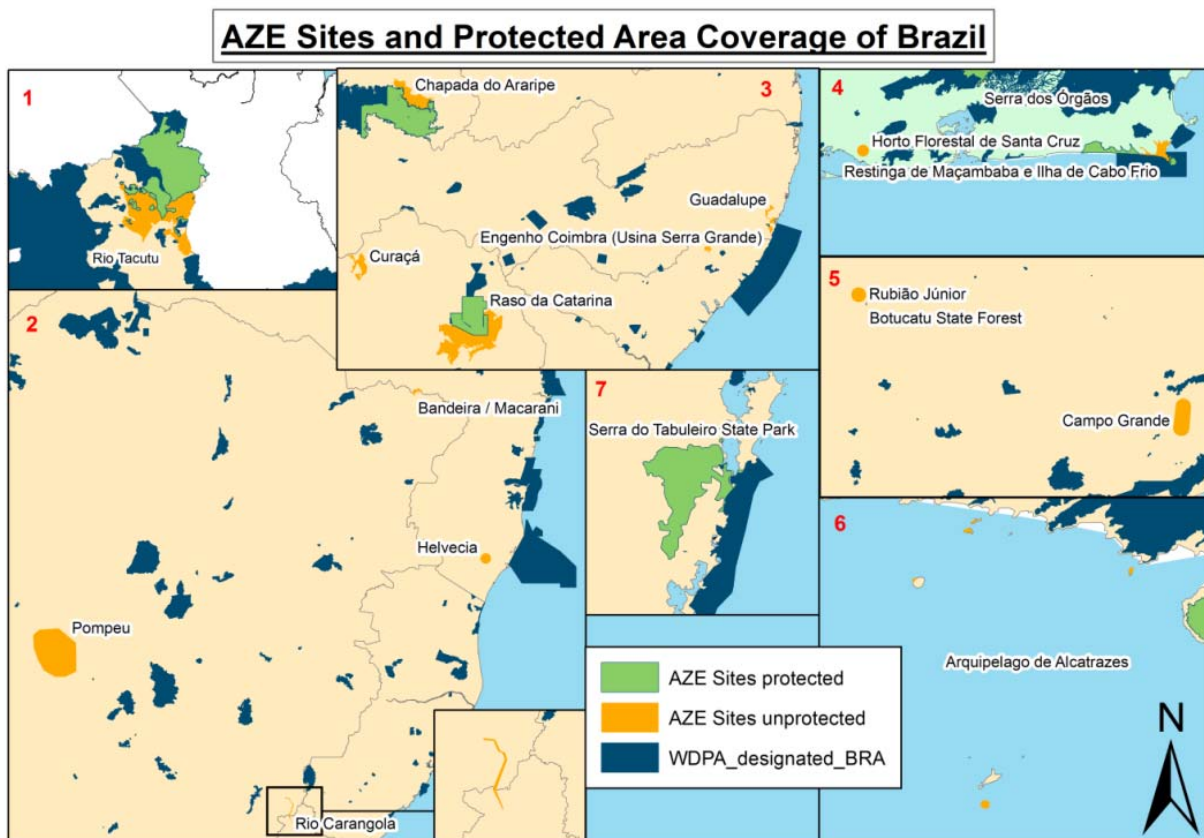 AZE Sites and Protected Area Coverage of Brazil
1
Rio Tacutu
3
Chapada do Araripe
Guadalupe
Engenho Coimbra (Usina Serra Grande)
Curaçá
Raso da Catarina
4
Serra dos Órgãos
Horto Florestal de Santa Cruz
Restinga de Maçambaba e Ilha de Cabo Frio
2
Bandeira / Macarani
Helvecia
Pompeu
Rio Carangola
7
Serra do Tabuleiro State Park
5
Rubião Júnior
Botucatu State Forest
Campo Grande
6
Arquipelago de Alcatrazes
AZE Sites protected
AZE Sites unprotected
WDPA_designated_BRA
N